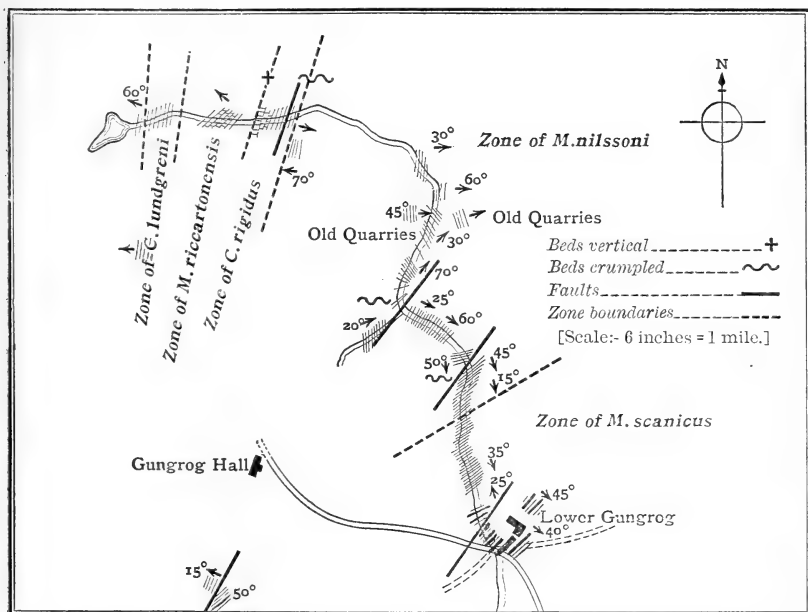 N
60°
30°
Zone of M.nilssoni
60°
70°
45°
Old Quarries
Old Quarries
30°
Beds vertical
Beds crumpled
Faults
Zone boundaries
[Scale:- 6 inches = 1 mile.]
Zone of C. lundgreni
Zone of M. riccartonensis
Zone of C. rigidus
70°
25°
20°
60°
50°
45°
15°
Zone of M. scanicus
35°
25°
Gungrog Hall
45°
Lower Gungrog
40°
15°
50°